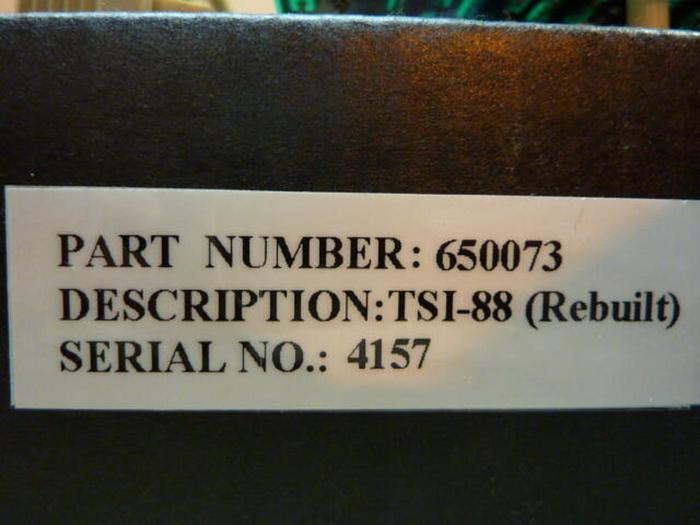 PART NUMBER: 650073
DESCRIPTION:TSI-88 (Rebuilt)
SERIAL NO.: 4157